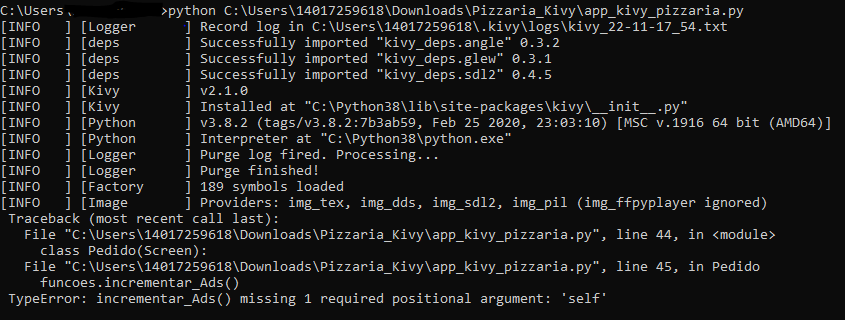 C:\Users\ >python C:\Users\14017259618\Downloads\Pizzaria_Kivy\app_kivy_pizzaria.py
[INFO   ] [Logger      ] Record log in C:\Users\14017259618\.kivy\logs\kivy_22-11-17_54.txt
[INFO   ] [deps        ] Successfully imported "kivy_deps.angle" 0.3.2
[INFO   ] [deps        ] Successfully imported "kivy_deps.glew" 0.3.1
[INFO   ] [deps        ] Successfully imported "kivy_deps.sdl2" 0.4.5
[INFO   ] [Kivy        ] v2.1.0
[INFO   ] [Kivy        ] Installed at "C:\Python38\lib\site-packages\kivy\__init__.py"
[INFO   ] [Python      ] v3.8.2 (tags/v3.8.2:7b3ab59, Feb 25 2020, 23:03:10) [MSC v.1916 64 bit (AMD64)]
[INFO   ] [Python      ] Interpreter at "C:\Python38\python.exe"
[INFO   ] [Logger      ] Purge log fired. Processing...
[INFO   ] [Logger      ] Purge finished!
[INFO   ] [Factory     ] 189 symbols loaded
[INFO   ] [Image       ] Providers: img_tex, img_dds, img_sdl2, img_pil (img_ffpyplayer ignored)
 Traceback (most recent call last):
   File "C:\Users\14017259618\Downloads\Pizzaria_Kivy\app_kivy_pizzaria.py", line 44, in <module>
     class Pedido(Screen):
   File "C:\Users\14017259618\Downloads\Pizzaria_Kivy\app_kivy_pizzaria.py", line 45, in Pedido
     funcoes.incrementar_Ads()
 TypeError: incrementar_Ads() missing 1 required positional argument: 'self'